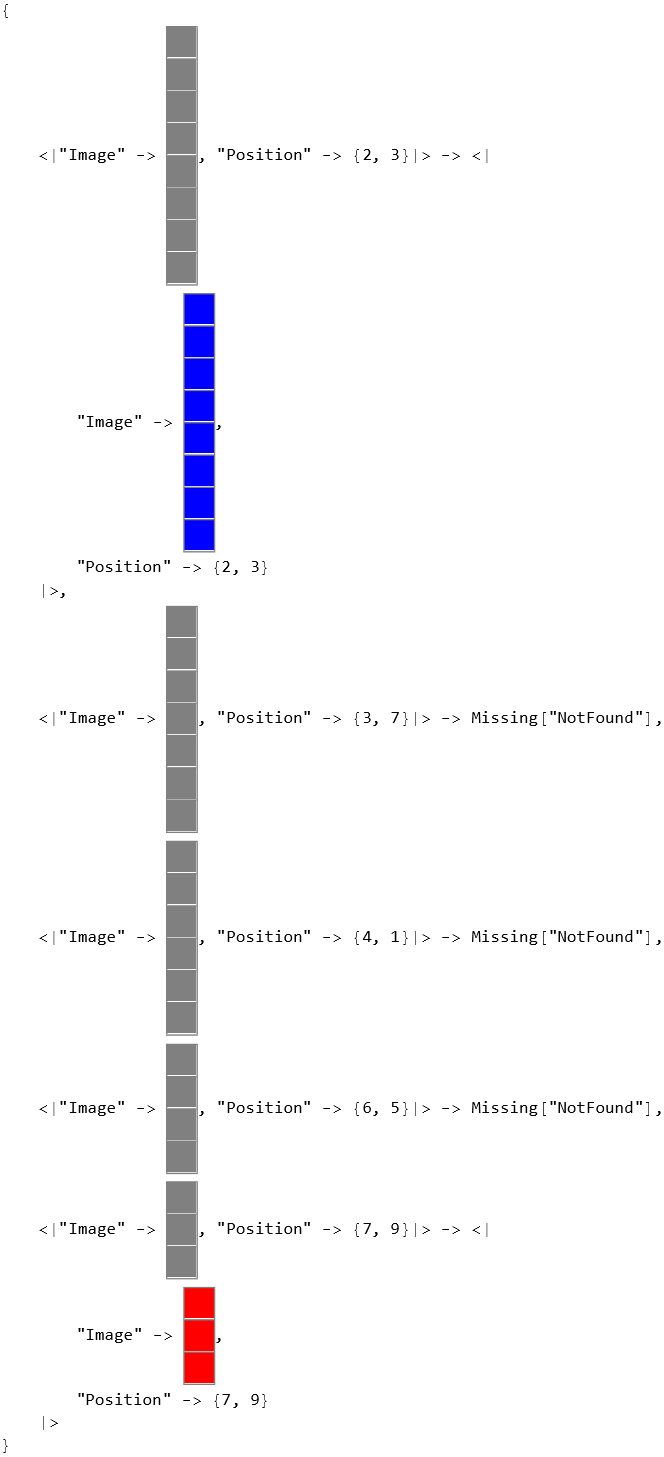 {
<|"Image" -> , "Position" -> {2, 3}|> -> <|
"Image" -> ,
"Position" -> {2, 3}
|>,
<|"Image" -> , "Position" -> {3, 7}|> -> Missing["NotFound"],
<|"Image" -> , "Position" -> {4, 1}|> -> Missing["NotFound"],
<|"Image" -> , "Position" -> {6, 5}|> -> Missing["NotFound"],
<|"Image" -> , "Position" -> {7, 9}|> -> <|
"Image" -> ,
"Position" -> {7, 9}
|>
}